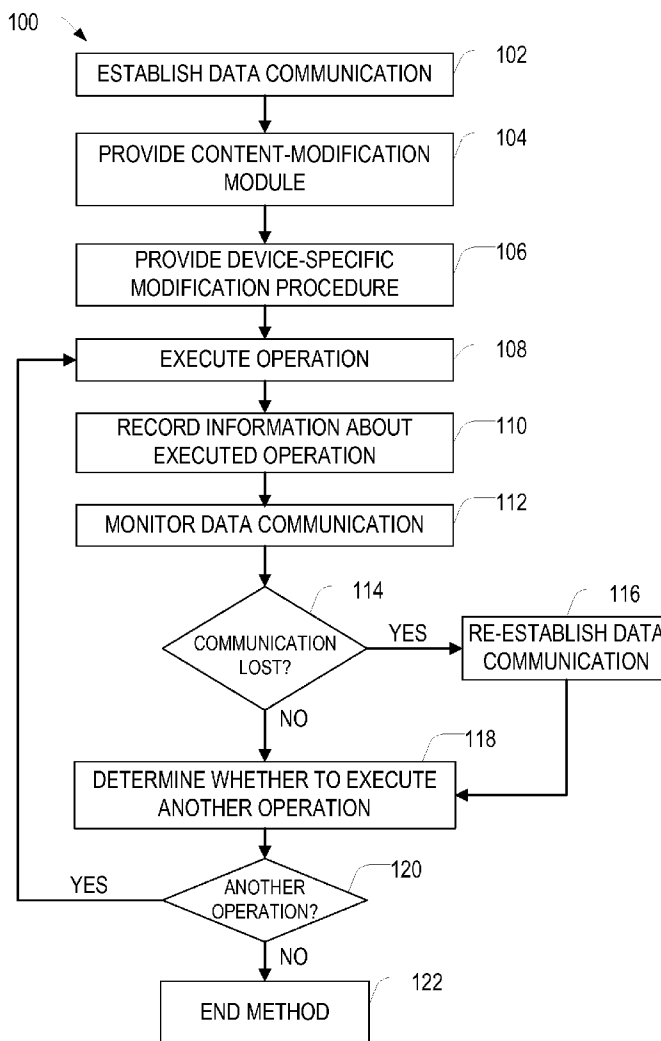 100
ESTABLISH DATA COMMUNICATION
102
PROVIDE CONTENT-MODIFICATION
MODULE
104
PROVIDE DEVICE-SPECIFIC
MODIFICATION PROCEDURE
106
EXECUTE OPERATION
108
RECORD INFORMATION ABOUT
EXECUTED OPERATION
110
MONITOR DATA COMMUNICATION
112
COMMUNICATION
LOST?
114
YES
116
RE-ESTABLISH DATA
COMMUNICATION
NO
118
DETERMINE WHETHER TO EXECUTE
ANOTHER OPERATION
YES
ANOTHER
OPERATION?
120
NO
END METHOD
122